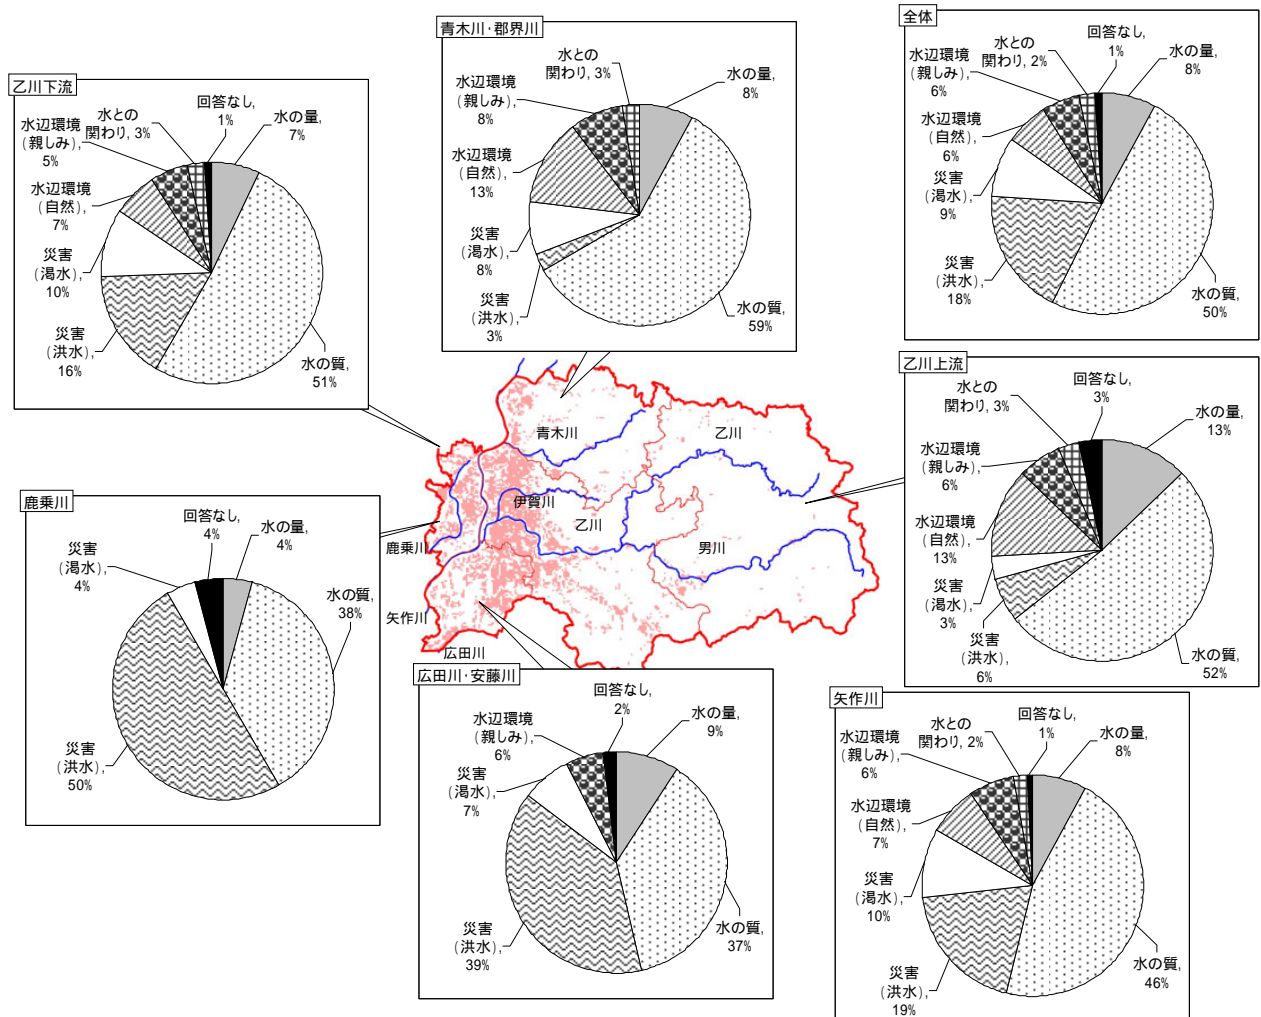 青木川・郡界川
水との
関わり, 3%
水の量,
8%
水辺環境
(親しみ),
8%
水辺環境
(自然),
13%
災害
(渇水),
8%
災害
(洪水),
3%
水の質,
59%
全体
回答なし,
1%
水との
関わり, 2%
水の量,
8%
水辺環境
(親しみ),
6%
水辺環境
(自然),
6%
災害
(渇水),
9%
災害
(洪水),
18%
水の質,
50%
乙川下流
回答なし,
1%
水との
関わり, 3%
水の量,
7%
水辺環境
(親しみ),
5%
水辺環境
(自然),
7%
災害
(渇水),
10%
災害
(洪水),
16%
水の質,
51%
乙川上流
回答なし,
3%
水との
関わり, 3%
水の量,
13%
水辺環境
(親しみ),
6%
水辺環境
(自然),
13%
災害
(渇水),
3%
災害
(洪水),
6%
水の質,
52%
青木川
乙川
伊賀川
乙川
男川
鹿乗川
矢作川
広田川
鹿乗川
回答なし,
4%
水の量,
4%
災害
(渇水),
4%
水の質,
38%
災害
(洪水),
50%
広田川・安藤川
回答なし,
2%
水の量,
9%
水辺環境
(親しみ),
6%
災害
(渇水),
7%
災害
(洪水),
39%
水の質,
37%
矢作川
回答なし,
1%
水との
関わり, 2%
水の量,
8%
水辺環境
(親しみ),
6%
水辺環境
(自然),
7%
災害
(渇水),
10%
災害
(洪水),
19%
水の質,
46%